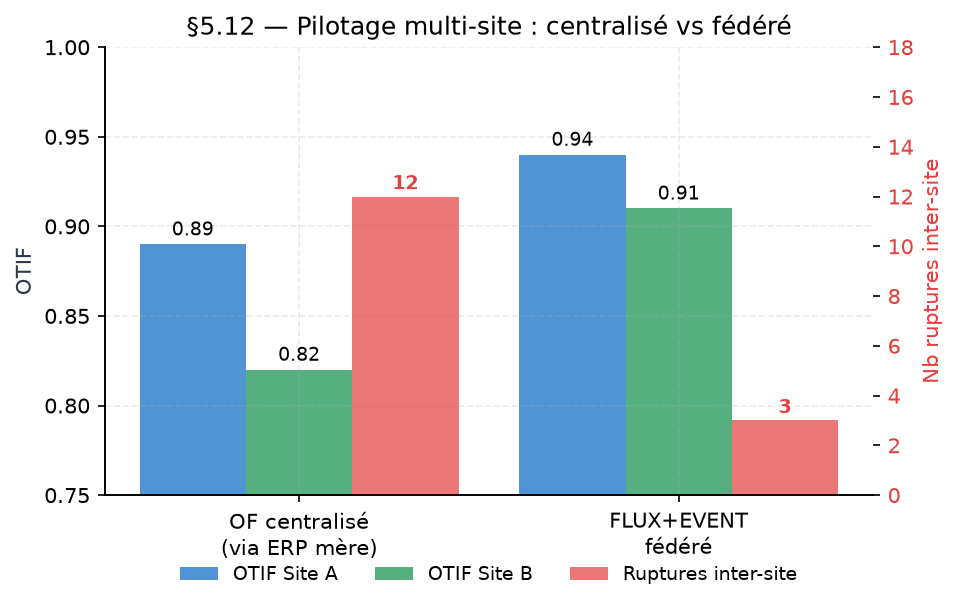 §5.12 — Pilotage multi-site : centralisé vs fédéré
1.00
0.95
0.90
0.85
0.80
0.75
OTIF
18
16
14
12
10
8
6
4
2
0
Nb ruptures inter-site
0.89
0.82
12
0.94
0.91
3
OF centralisé
(via ERP mère)
FLUX+EVENT
fédéré
OTIF Site A
OTIF Site B
Ruptures inter-site